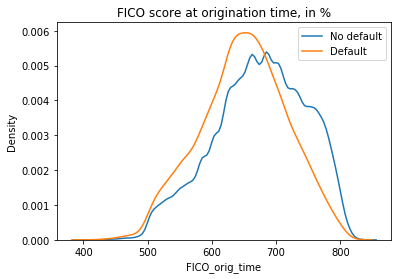 FICO score at origination time, in %
No default
Default
0.006
0.005
0.004
0.003
0.002
0.001
0.000
Density
400 500 600 700 800
FICO_orig_time